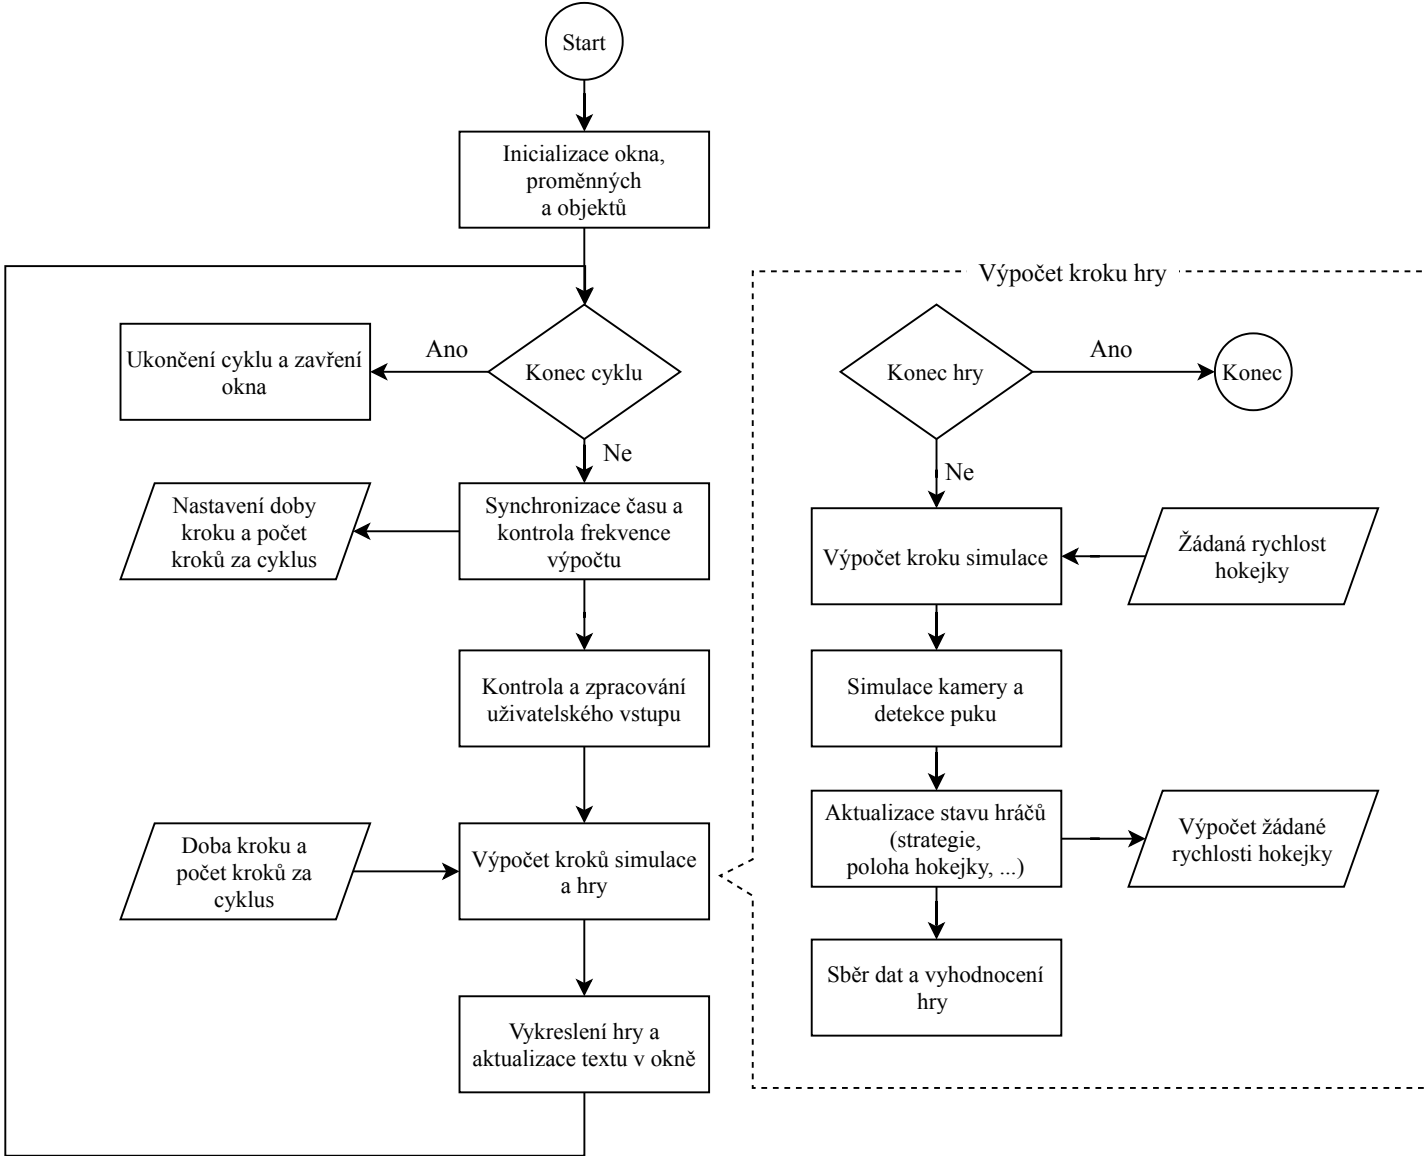 Start
Inicializace okna,
proměnných
a objektů
Konec cyklu
Ano
Ukončení cyklu a zavření
okna
Ne
Synchronizace času a
kontrola frekvence
výpočtu
Nastavení doby
kroku a počet
kroků za cyklus
Kontrola a zpracování
uživatelského vstupu
Doba kroku a
počet kroků za
cyklus
Výpočet kroků simulace
a hry
Vykreslení hry a
aktualizace textu v okně
Výpočet kroku hry
Konec hry
Ano
Konec
Ne
Výpočet kroku simulace
Žádaná rychlost
hokejky
Simulace kamery a
detekce puku
Aktualizace stavu hráčů
(strategie,
poloha hokejky, ...)
Výpočet žádané
rychlosti hokejky
Sběr dat a vyhodnocení
hry